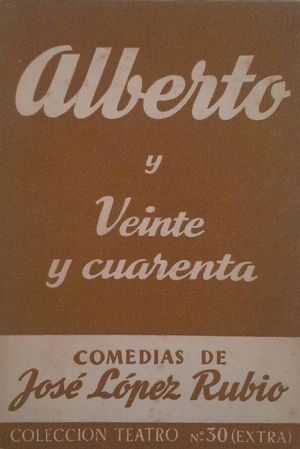 Alberto
y
Veinte
y cuarenta
COMEDIAS DE
José López Rubio
COLECCION TEATRO Nº 30 (EXTRA)